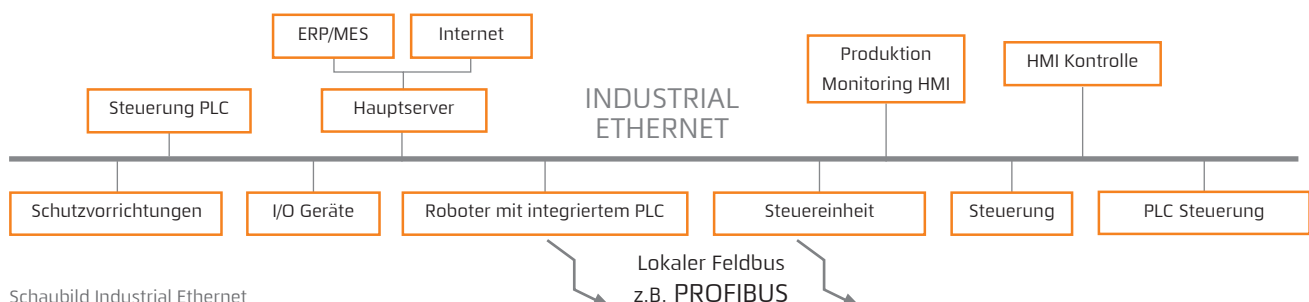 ERP/MES
Internet
Produktion
Monitoring HMI
HMI Kontrolle
Steuerung PLC
Hauptserver
INDUSTRIAL
ETHERNET
Schutzvorrichtungen
I/O Geräte
Roboter mit integriertem PLC
Steuereinheit
Steuerung
PLC Steuerung
Lokaler Feldbus
z.B. PROFIBUS
Schaubild Industrial Ethernet